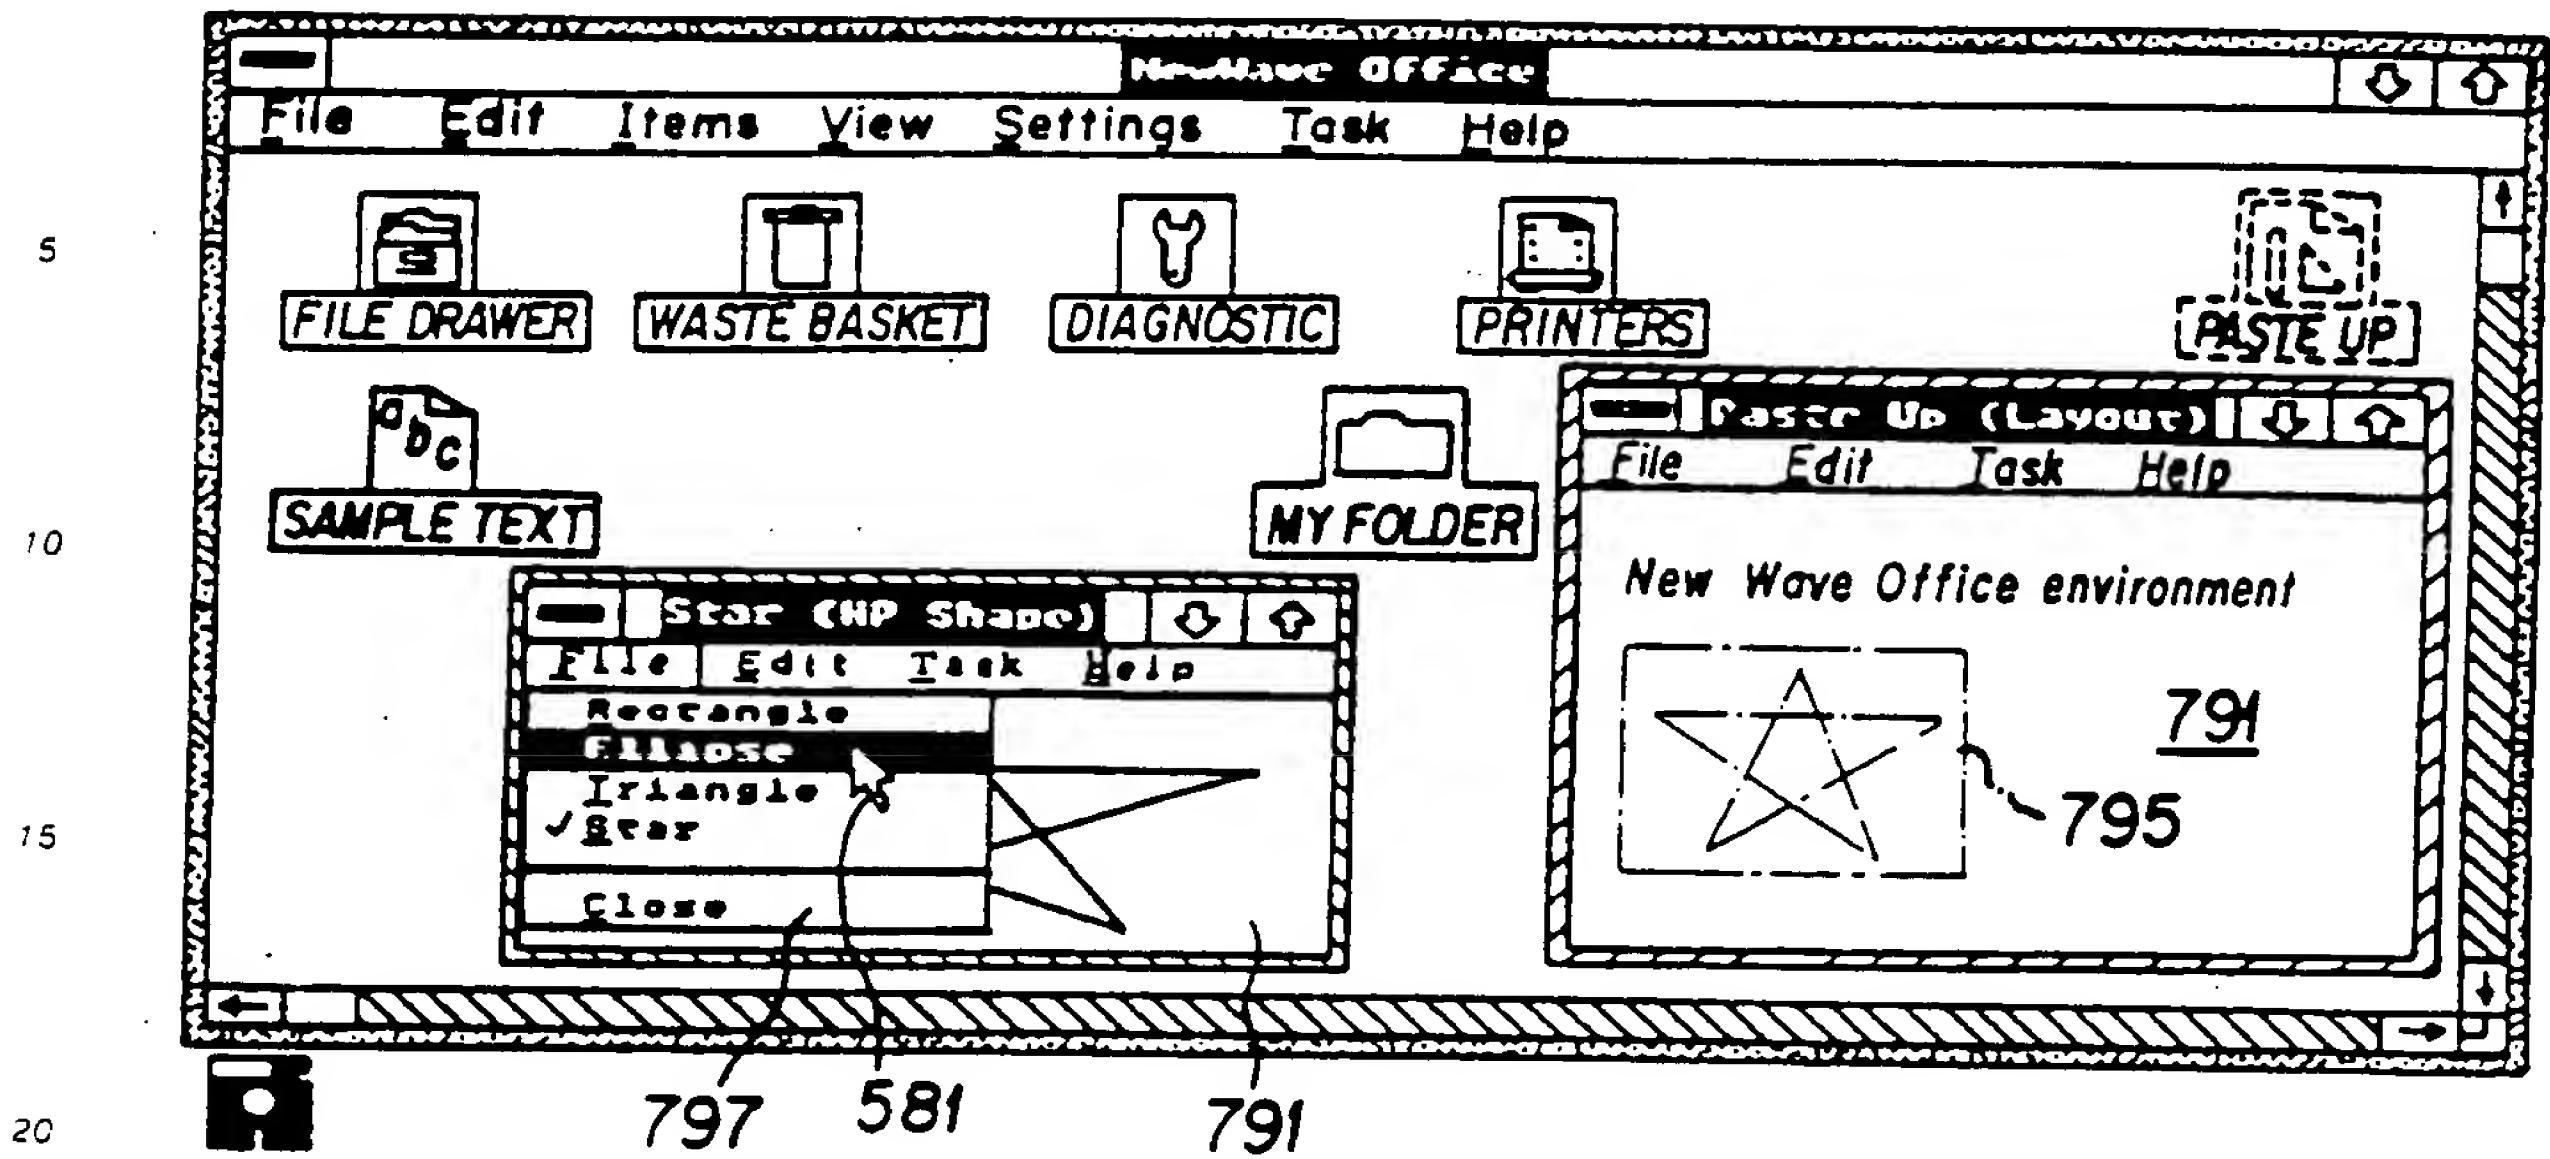 NewWave Office
File Edit Items View Settings Task Help
5
FILE DRAWER WASTE BASKET DIAGNOSTIC PRINTERS PASTE UP
abc
Paste Up (Layout)
File Edit Task Help
SAMPLE TEXT MY FOLDER
10
New Wave Office environment
Star (HP Shape)
File Edit Task Help
Rectangle
Ellipse
Triangle
✓ Star
Close
791
795
15
797 581 791
20